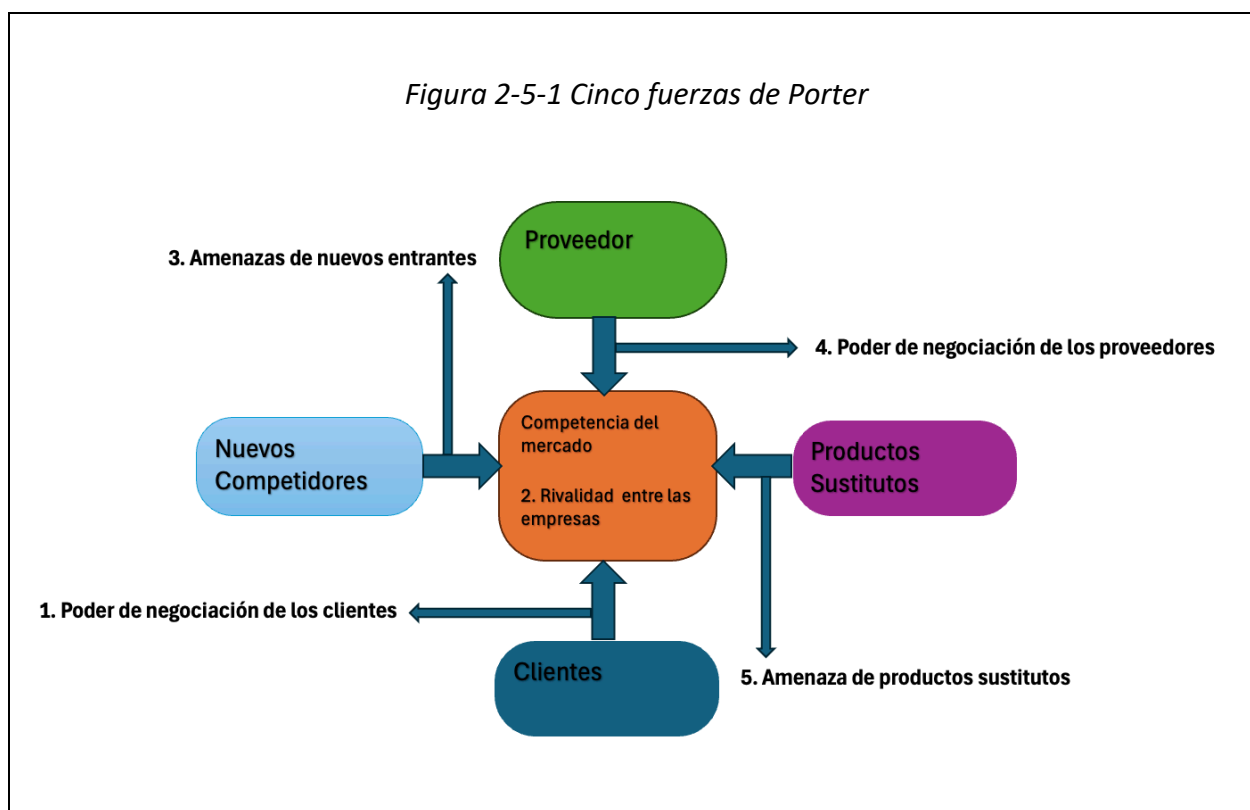 Figura 2-5-1 Cinco fuerzas de Porter
Proveedor
3. Amenazas de nuevos entrantes
4. Poder de negociación de los proveedores
Nuevos
Competidores
Competencia del
mercado
2. Rivalidad entre las
empresas
Productos
Sustitutos
1. Poder de negociación de los clientes
Clientes
5. Amenaza de productos sustitutos